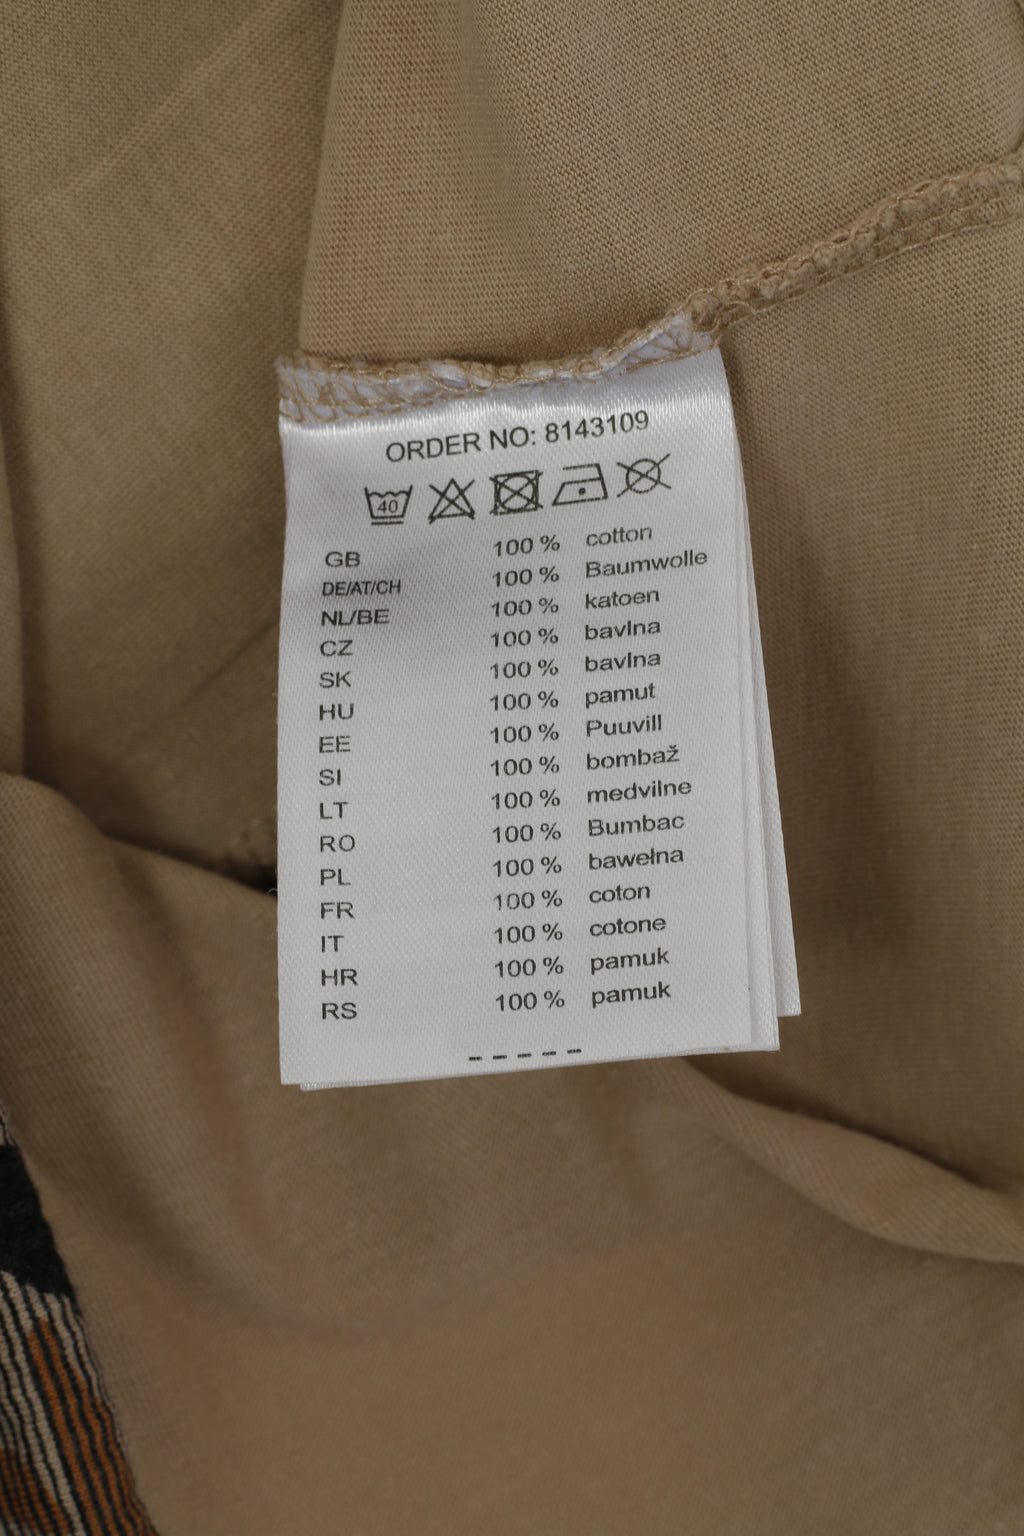 ORDER NO: 8143109
40
GB 100 % cotton
DE/AT/CH 100 % Baumwolle
NL/BE 100 % katoen
CZ 100 % bavlna
SK 100 % bavlna
HU 100 % pamut
EE 100 % Puuvill
SI 100 % bombaž
LT 100 % medvilne
RO 100 % Bumbac
PL 100 % bawełna
FR 100 % coton
IT 100 % cotone
HR 100 % pamuk
RS 100 % pamuk
-----